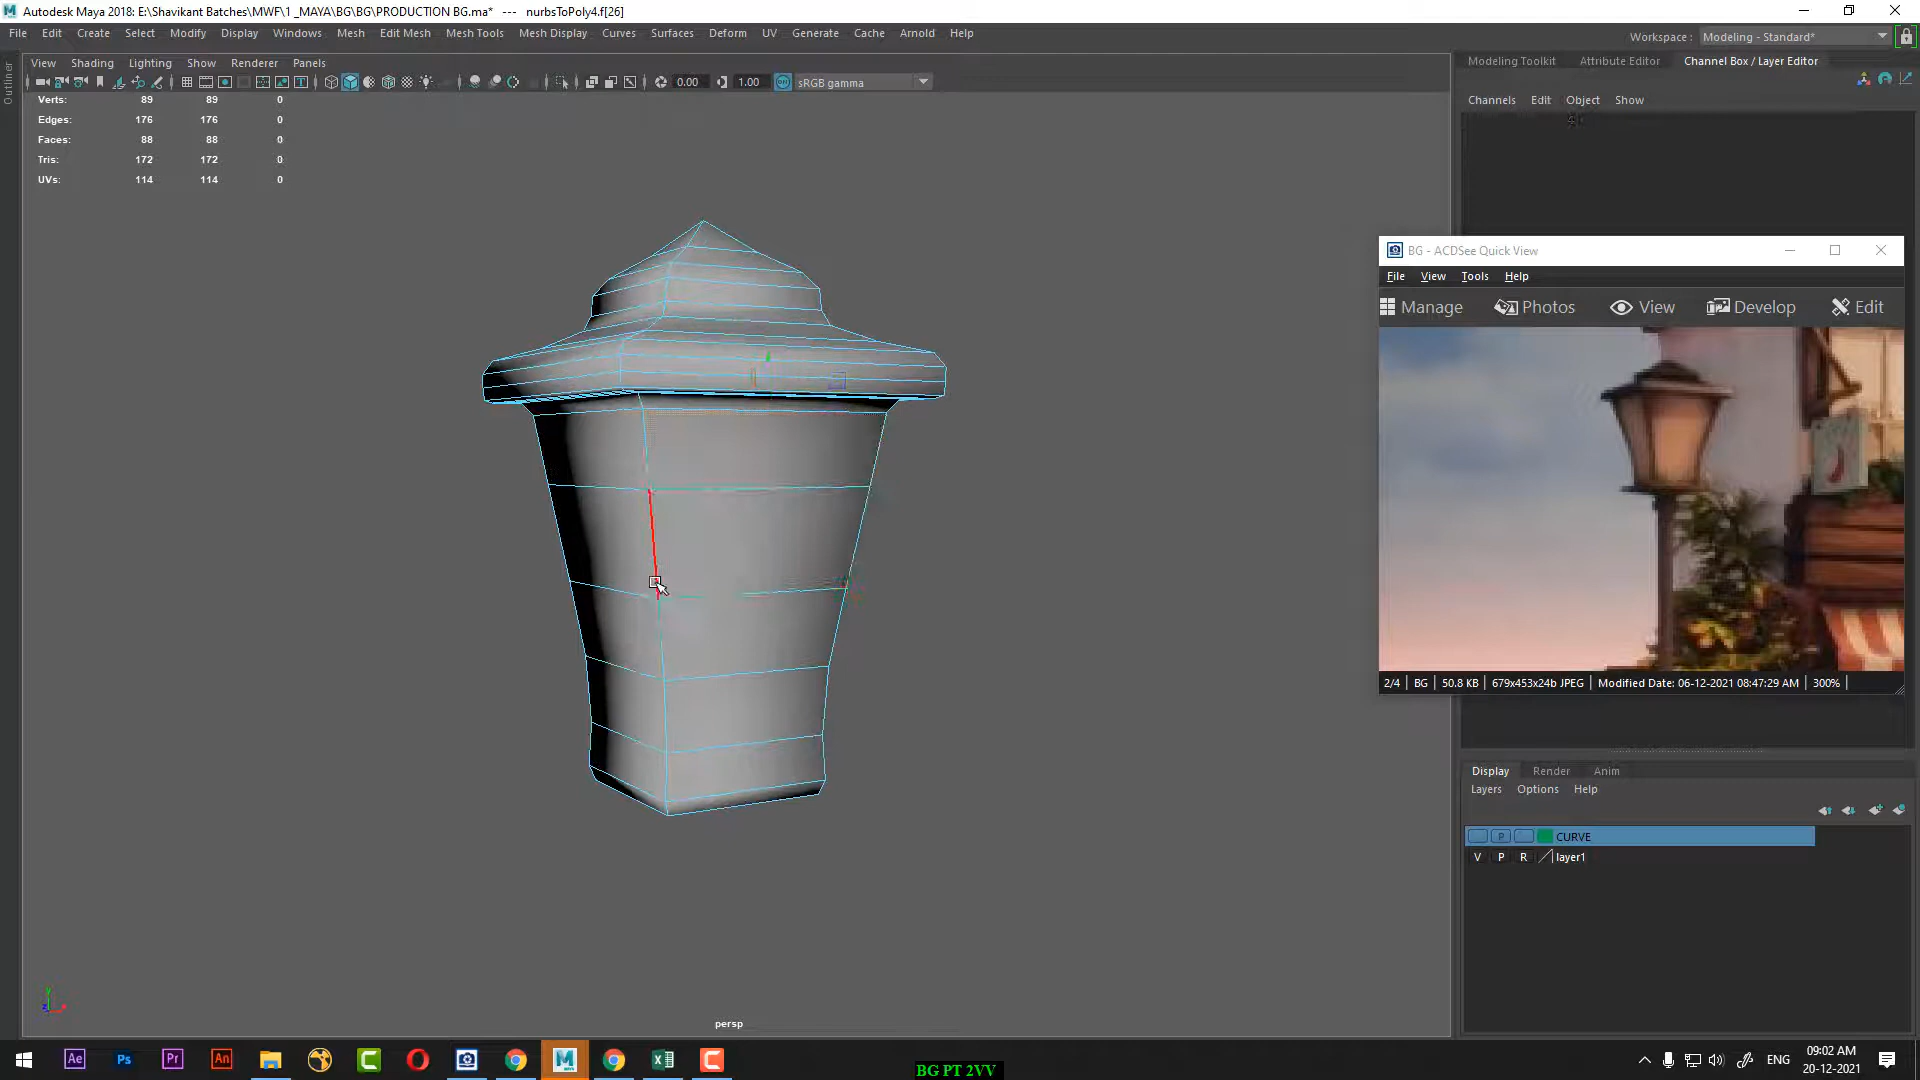 Autodesk Maya 2018: E:\Shavikant Batches\MWF\1 _MAYA\BG\BG\PRODUCTION BG.ma* --- nurbsToPoly4.f[26]
File Edit Create Select Modify Display Windows Mesh Edit Mesh Mesh Tools Mesh Display Curves Surfaces Deform UV Generate Cache Arnold Help
Workspace : Modeling - Standard*
View Shading Lighting Show Renderer Panels
Modeling Toolkit Attribute Editor Channel Box / Layer Editor
0.00 1.00 ON sRGB gamma
Channels Edit Object Show
Outliner
Verts: 89 89 0
Edges: 176 176 0
Faces: 88 88 0
Tris: 172 172 0
UVs: 114 114 0
BG - ACDSee Quick View
File View Tools Help
Manage Photos View Develop Edit
2/4 BG 50.8 KB 679x453x24b JPEG Modified Date: 06-12-2021 08:47:29 AM 300%
Display Render Anim
Layers Options Help
P CURVE
V P R layer1
persp
Ae Ps Pr An
BG PT 2VV
ENG
09:02 AM
20-12-2021